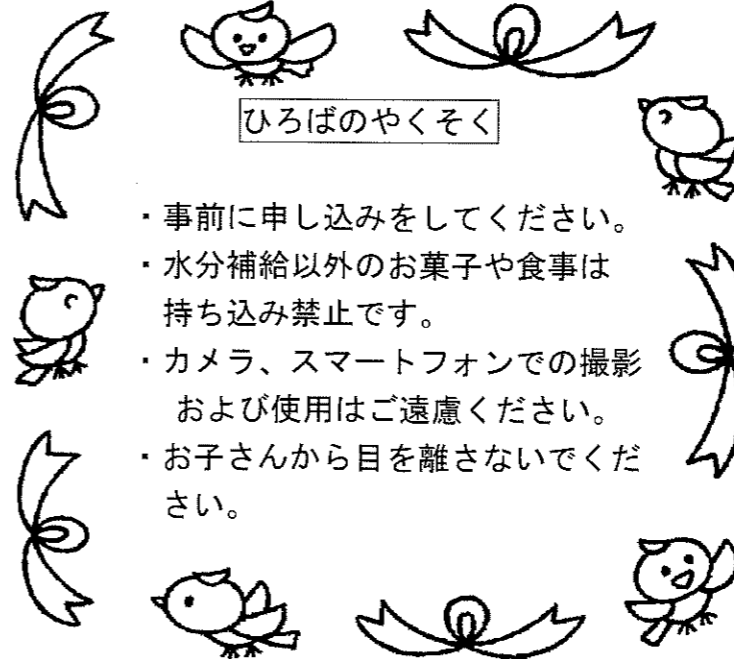 ひろばのやくそく
・事前に申し込みをしてください。
・水分補給以外のお菓子や食事は
持ち込み禁止です。
・カメラ、スマートフォンでの撮影
および使用はご遠慮ください。
・お子さんから目を離さないでくだ
さい。